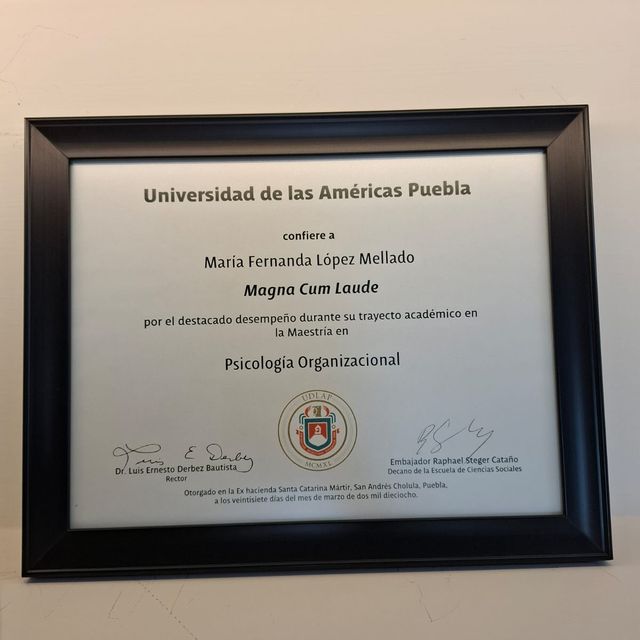 Universidad de las Américas Puebla
confiere a
María Fernanda López Mellado
Magna Cum Laude
por el destacado desempeño durante su trayecto académico en
la Maestría en
Psicología Organizacional
UDLAP
MCMXL
Dr. Luis Ernesto Derbez Bautista
Rector
Embajador Raphael Steger Cataño
Decano de la Escuela de Ciencias Sociales
Otorgado en la Ex hacienda Santa Catarina Mártir, San Andrés Cholula, Puebla,
a los veintisiete días del mes de marzo de dos mil dieciocho.